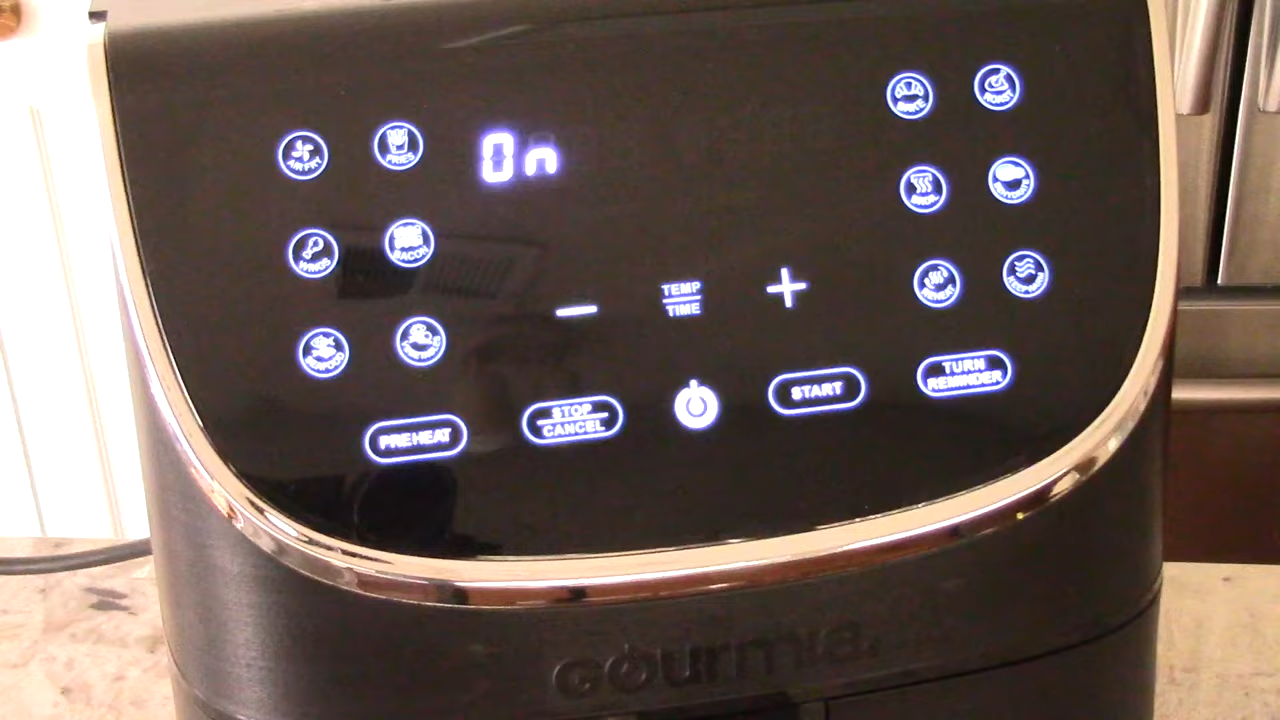 AIR FRY
FRIES
On
BAKE
ROAST
WINGS
BACON
BROIL
DEHYDRATE
SEAFOOD
VEGETABLES
TEMP
TIME
REHEAT
KEEP WARM
PREHEAT
STOP
CANCEL
START
TURN
REMINDER
gourmia